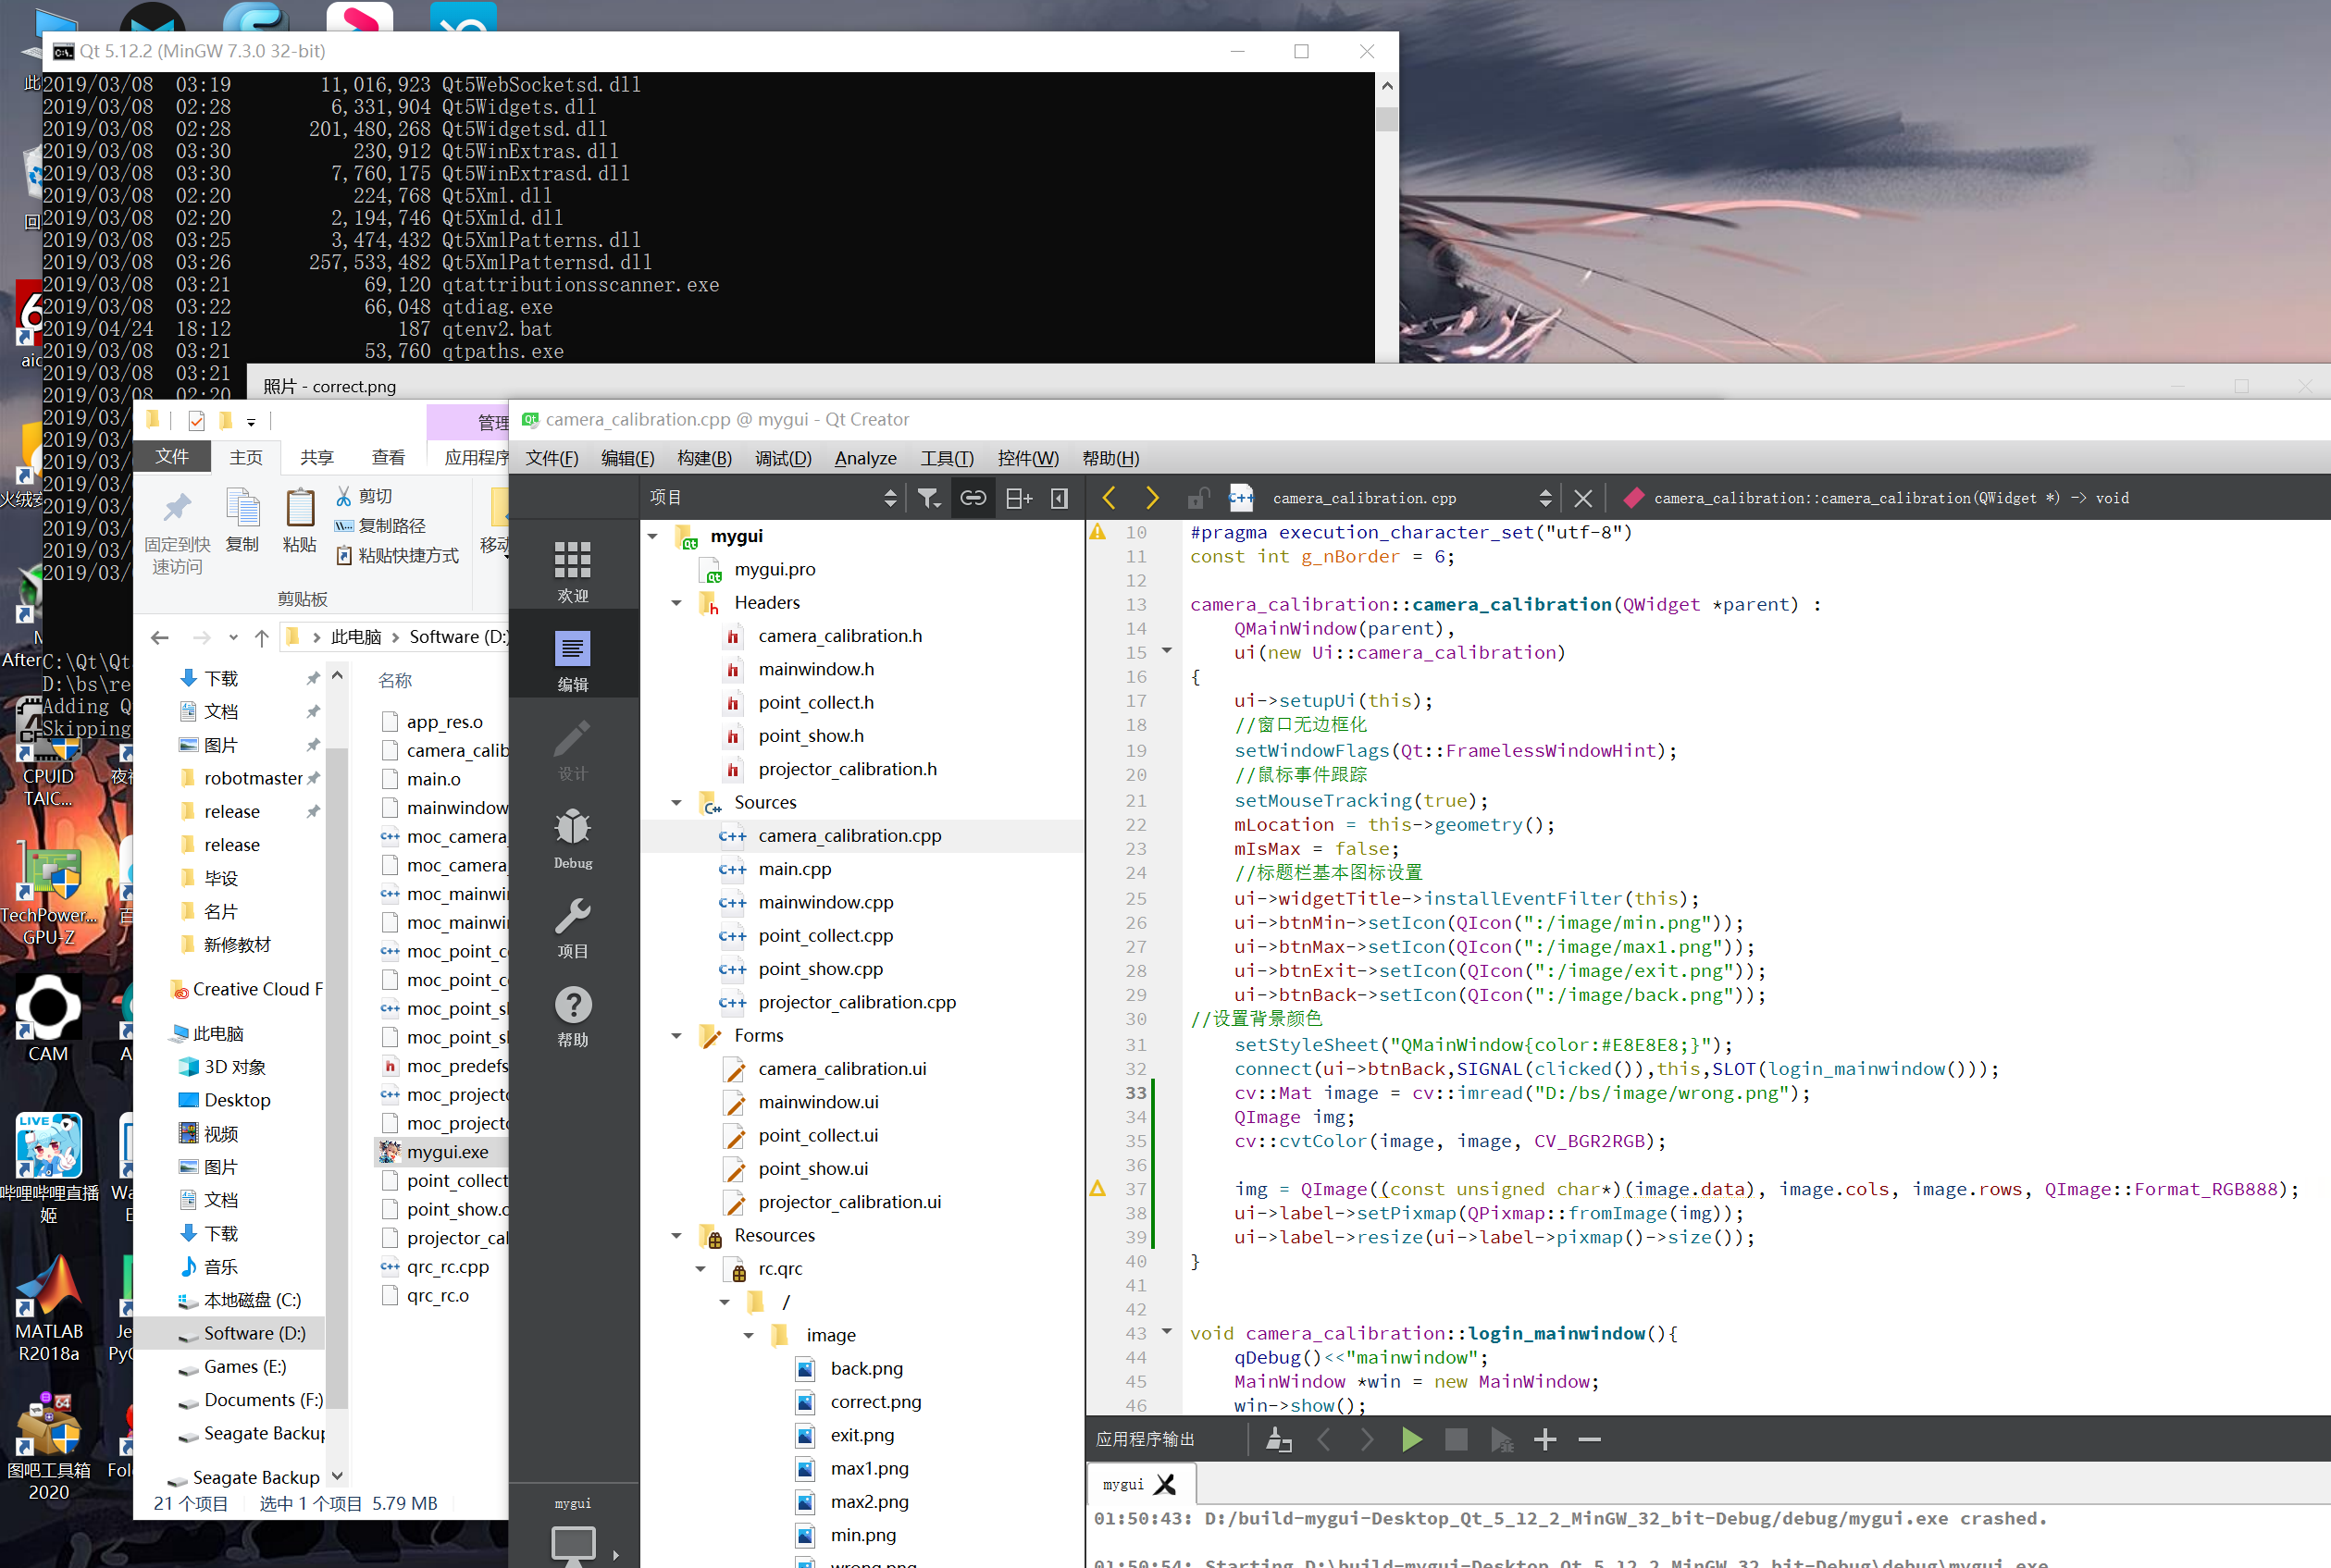 Qt 5.12.2 (MinGW 7.3.0 32-bit)
2019/03/08 03:19 11,016,923 Qt5WebSocketsd.dll
2019/03/08 02:28 6,331,904 Qt5Widgets.dll
2019/03/08 02:28 201,480,268 Qt5Widgetsd.dll
2019/03/08 03:30 230,912 Qt5WinExtras.dll
2019/03/08 03:30 7,760,175 Qt5WinExtrasd.dll
2019/03/08 02:20 224,768 Qt5Xml.dll
2019/03/08 02:20 2,194,746 Qt5Xmld.dll
2019/03/08 03:25 3,474,432 Qt5XmlPatterns.dll
2019/03/08 03:26 257,533,482 Qt5XmlPatternsd.dll
2019/03/08 03:21 69,120 qtattributionsscanner.exe
2019/03/08 03:22 66,048 qtdiag.exe
2019/04/24 18:12 187 qtenv2.bat
2019/03/08 03:21 53,760 qtpaths.exe
2019/03/08 03:21
2019/03/08 02:20
2019/03/
2019/03/
2019/03/
2019/03/
2019/03/
2019/03/
2019/03/
2019/03/
C:\Qt\Qt
D:\bs\re
Adding Q
Skipping
照片 - correct.png
管理
文件 主页 共享 查看 应用程序
固定到快速访问
复制
粘贴
剪切
复制路径
粘贴快捷方式
移动
剪贴板
此电脑 Software (D:)
下载
文档
图片
robotmaster
release
release
毕设
名片
新修教材
Creative Cloud F
此电脑
3D 对象
Desktop
视频
图片
文档
下载
音乐
本地磁盘 (C:)
Software (D:)
Games (E:)
Documents (F:)
Seagate Backup
Seagate Backup
名称
app_res.o
camera_calib
main.o
mainwindow
moc_camera_
moc_camera_
moc_mainwi
moc_mainwi
moc_point_c
moc_point_c
moc_point_s
moc_point_s
moc_predefs
moc_project
moc_project
mygui.exe
point_collect
point_show.o
projector_cal
qrc_rc.cpp
qrc_rc.o
21 个项目 选中 1 个项目 5.79 MB
camera_calibration.cpp @ mygui - Qt Creator
文件(F) 编辑(E) 构建(B) 调试(D) Analyze 工具(T) 控件(W) 帮助(H)
欢迎
编辑
设计
Debug
项目
帮助
mygui
项目
mygui
mygui.pro
Headers
camera_calibration.h
mainwindow.h
point_collect.h
point_show.h
projector_calibration.h
Sources
camera_calibration.cpp
main.cpp
mainwindow.cpp
point_collect.cpp
point_show.cpp
projector_calibration.cpp
Forms
camera_calibration.ui
mainwindow.ui
point_collect.ui
point_show.ui
projector_calibration.ui
Resources
rc.qrc
/
image
back.png
correct.png
exit.png
max1.png
max2.png
min.png
wrong.png
camera_calibration.cpp camera_calibration::camera_calibration(QWidget *) -> void
10 #pragma execution_character_set("utf-8")
11 const int g_nBorder = 6;
12
13 camera_calibration::camera_calibration(QWidget *parent) :
14 QMainWindow(parent),
15 ui(new Ui::camera_calibration)
16 {
17 ui->setupUi(this);
18 //窗口无边框化
19 setWindowFlags(Qt::FramelessWindowHint);
20 //鼠标事件跟踪
21 setMouseTracking(true);
22 mLocation = this->geometry();
23 mIsMax = false;
24 //标题栏基本图标设置
25 ui->widgetTitle->installEventFilter(this);
26 ui->btnMin->setIcon(QIcon(":/image/min.png"));
27 ui->btnMax->setIcon(QIcon(":/image/max1.png"));
28 ui->btnExit->setIcon(QIcon(":/image/exit.png"));
29 ui->btnBack->setIcon(QIcon(":/image/back.png"));
30 //设置背景颜色
31 setStyleSheet("QMainWindow{color:#E8E8E8;}");
32 connect(ui->btnBack,SIGNAL(clicked()),this,SLOT(login_mainwindow()));
33 cv::Mat image = cv::imread("D:/bs/image/wrong.png");
34 QImage img;
35 cv::cvtColor(image, image, CV_BGR2RGB);
36
37 img = QImage((const unsigned char*)(image.data), image.cols, image.rows, QImage::Format_RGB888);
38 ui->label->setPixmap(QPixmap::fromImage(img));
39 ui->label->resize(ui->label->pixmap()->size());
40 }
41
42
43 void camera_calibration::login_mainwindow(){
44 qDebug()<<"mainwindow";
45 MainWindow *win = new MainWindow;
46 win->show();
应用程序输出
mygui
01:50:43: D:/build-mygui-Desktop_Qt_5_12_2_MinGW_32_bit-Debug/debug/mygui.exe crashed.
01:50:54: Starting D:\build-mygui-Desktop_Qt_5_12_2_MinGW_32_bit-Debug\debug\mygui.exe
此
回
aic
火绒安
After
CPUID
TAIC...
TechPower...
GPU-Z
CAM
LIVE
哔哩哔哩直播姬
MATLAB
R2018a
64
图吧工具箱
2020